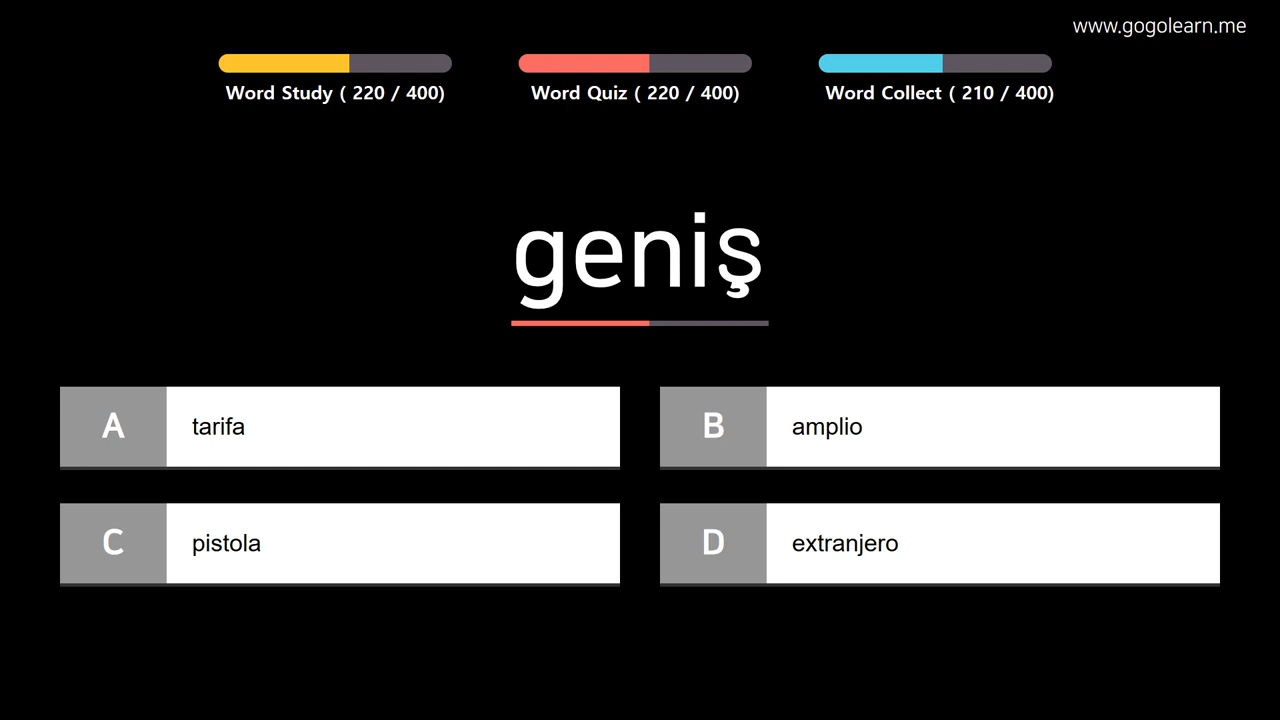 www.gogolearn.me
Word Study ( 220 / 400)
Word Quiz ( 220 / 400)
Word Collect ( 210 / 400)
geniş
A tarifa
B amplio
C pistola
D extranjero